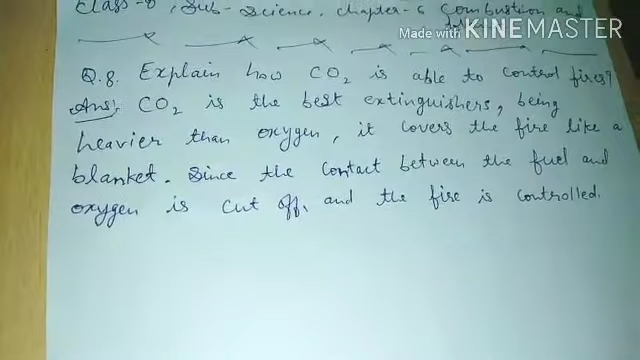 Class-8, Sub- Science, Chapter-6 Combustion and
Made with KINEMASTER
Q.8. Explain how CO2 is able to control fires?
Ans: CO2 is the best extinguishers, being
heavier than oxygen, it covers the fire like a
blanket. Since the contact between the fuel and
oxygen is cut off, and the fire is controlled.